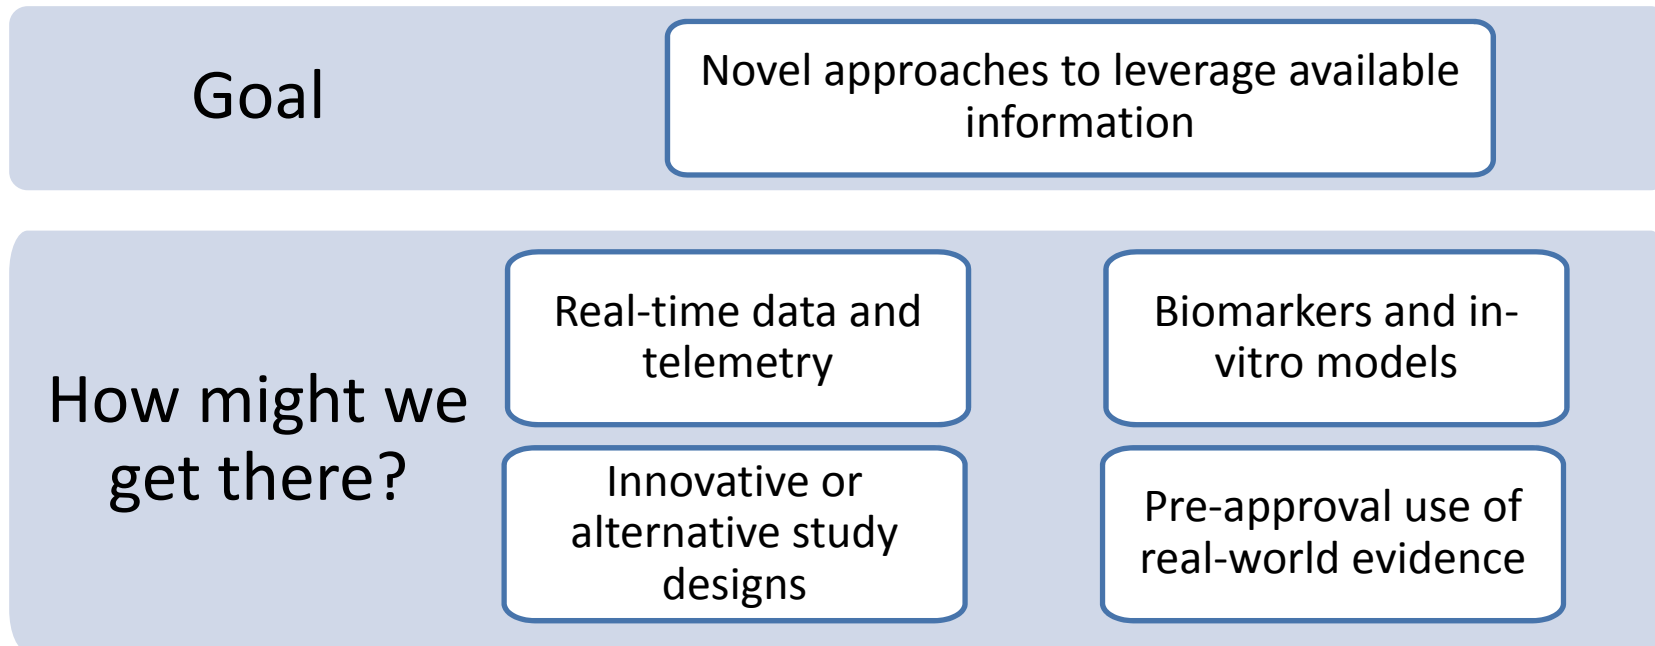 Goal
Novel approaches to leverage available
information
How might we
get there?
Real-time data and
telemetry
Biomarkers and in-
vitro models
Innovative or
alternative study
designs
Pre-approval use of
real-world evidence